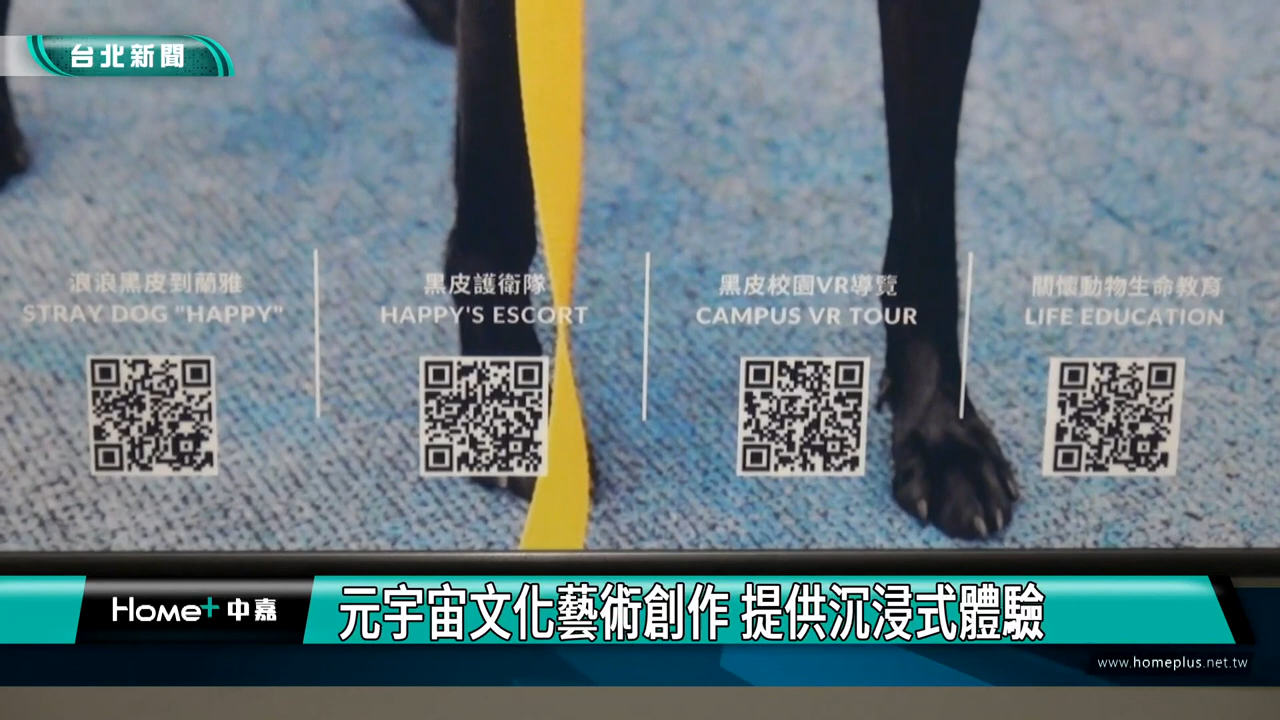 台北新聞
浪浪黑皮到蘭雅
STRAY DOG "HAPPY"
黑皮護衛隊
HAPPY'S ESCORT
黑皮校園VR導覽
CAMPUS VR TOUR
關懷動物生命教育
LIFE EDUCATION
Home+ 中嘉
元宇宙文化藝術創作 提供沉浸式體驗
www.homeplus.net.tw